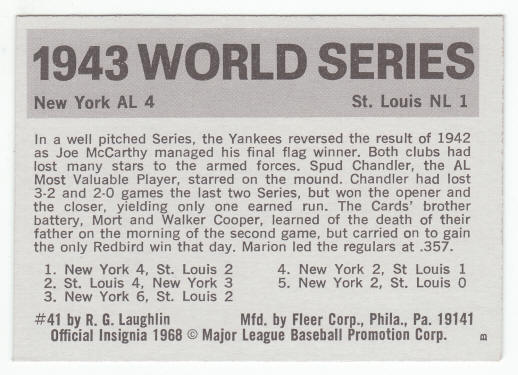 1943 WORLD SERIES
New York AL 4 St. Louis NL 1
In a well pitched Series, the Yankees reversed the result of 1942
as Joe McCarthy managed his final flag winner. Both clubs had
lost many stars to the armed forces. Spud Chandler, the AL
Most Valuable Player, starred on the mound. Chandler had lost
3-2 and 2-0 games the last two Series, but won the opener and
the closer, yielding only one earned run. The Cards' brother
battery, Mort and Walker Cooper, learned of the death of their
father on the morning of the second game, but carried on to gain
the only Redbird win that day. Marion led the regulars at .357.
1. New York 4, St. Louis 2
2. St. Louis 4, New York 3
3. New York 6, St. Louis 2
4. New York 2, St. Louis 1
5. New York 2, St. Louis 0
#41 by R. G. Laughlin Mfd. by Fleer Corp., Phila., Pa. 19141
Official Insignia 1968 © Major League Baseball Promotion Corp. B